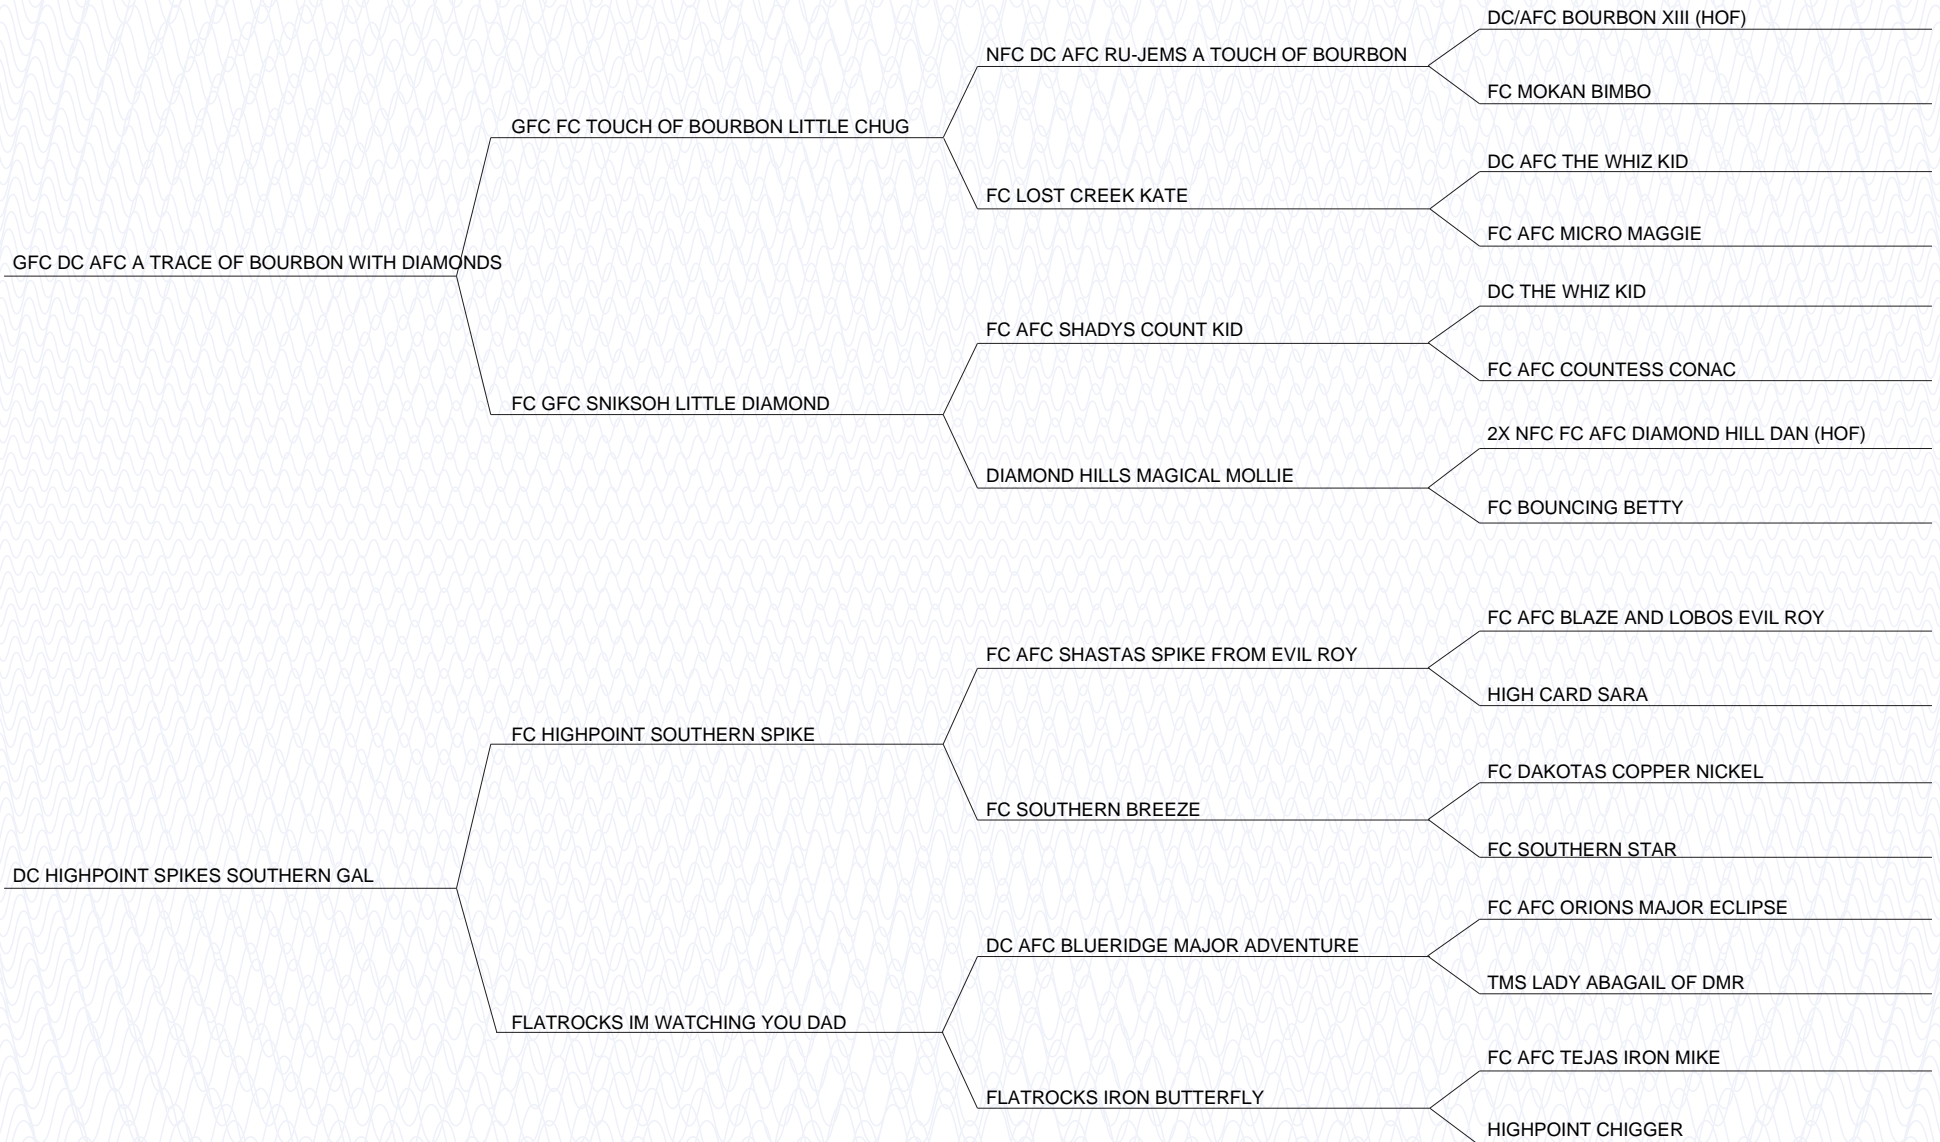 DC/AFC BOURBON XIII (HOF)
NFC DC AFC RU-JEMS A TOUCH OF BOURBON
FC MOKAN BIMBO
GFC FC TOUCH OF BOURBON LITTLE CHUG
DC AFC THE WHIZ KID
FC LOST CREEK KATE
FC AFC MICRO MAGGIE
GFC DC AFC A TRACE OF BOURBON WITH DIAMONDS
DC THE WHIZ KID
FC AFC SHADYS COUNT KID
FC AFC COUNTESS CONAC
FC GFC SNIKSOH LITTLE DIAMOND
2X NFC FC AFC DIAMOND HILL DAN (HOF)
DIAMOND HILLS MAGICAL MOLLIE
FC BOUNCING BETTY
FC AFC BLAZE AND LOBOS EVIL ROY
FC AFC SHASTAS SPIKE FROM EVIL ROY
HIGH CARD SARA
FC HIGHPOINT SOUTHERN SPIKE
FC DAKOTAS COPPER NICKEL
FC SOUTHERN BREEZE
FC SOUTHERN STAR
DC HIGHPOINT SPIKES SOUTHERN GAL
FC AFC ORIONS MAJOR ECLIPSE
DC AFC BLUERIDGE MAJOR ADVENTURE
TMS LADY ABAGAIL OF DMR
FLATROCKS IM WATCHING YOU DAD
FC AFC TEJAS IRON MIKE
FLATROCKS IRON BUTTERFLY
HIGHPOINT CHIGGER